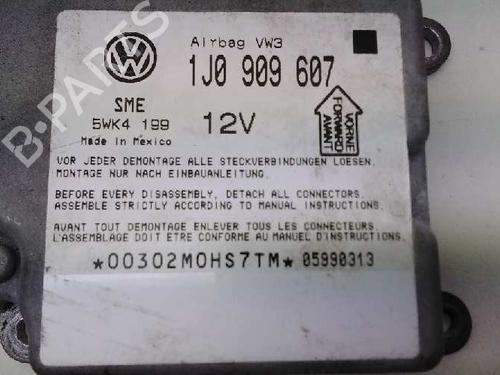 Airbag VW3
1J0 909 607
SME
5WK4 199
12V
Made in Mexico
VORNE
FORWARD
AVANT
VOR JEDER DEMONTAGE ALLE STECKVERBINDUNGEN LOESEN.
MONTAGE NUR NACH EINBAUANLEITUNG.
BEFORE EVERY DISASSEMBLY, DETACH ALL CONNECTORS.
ASSEMBLE STRICTLY ACCORDING TO MANUAL INSTRUCTIONS.
AVANT TOUT DEMONTAGE ENLEVER TOUS LES CONNECTEURS.
L'ASSEMBLAGE DOIT ETRE CONFORME AU MANUEL D'INSTRUCTIONS.
*00302M0HS7TM* 05990313
B-PARTS